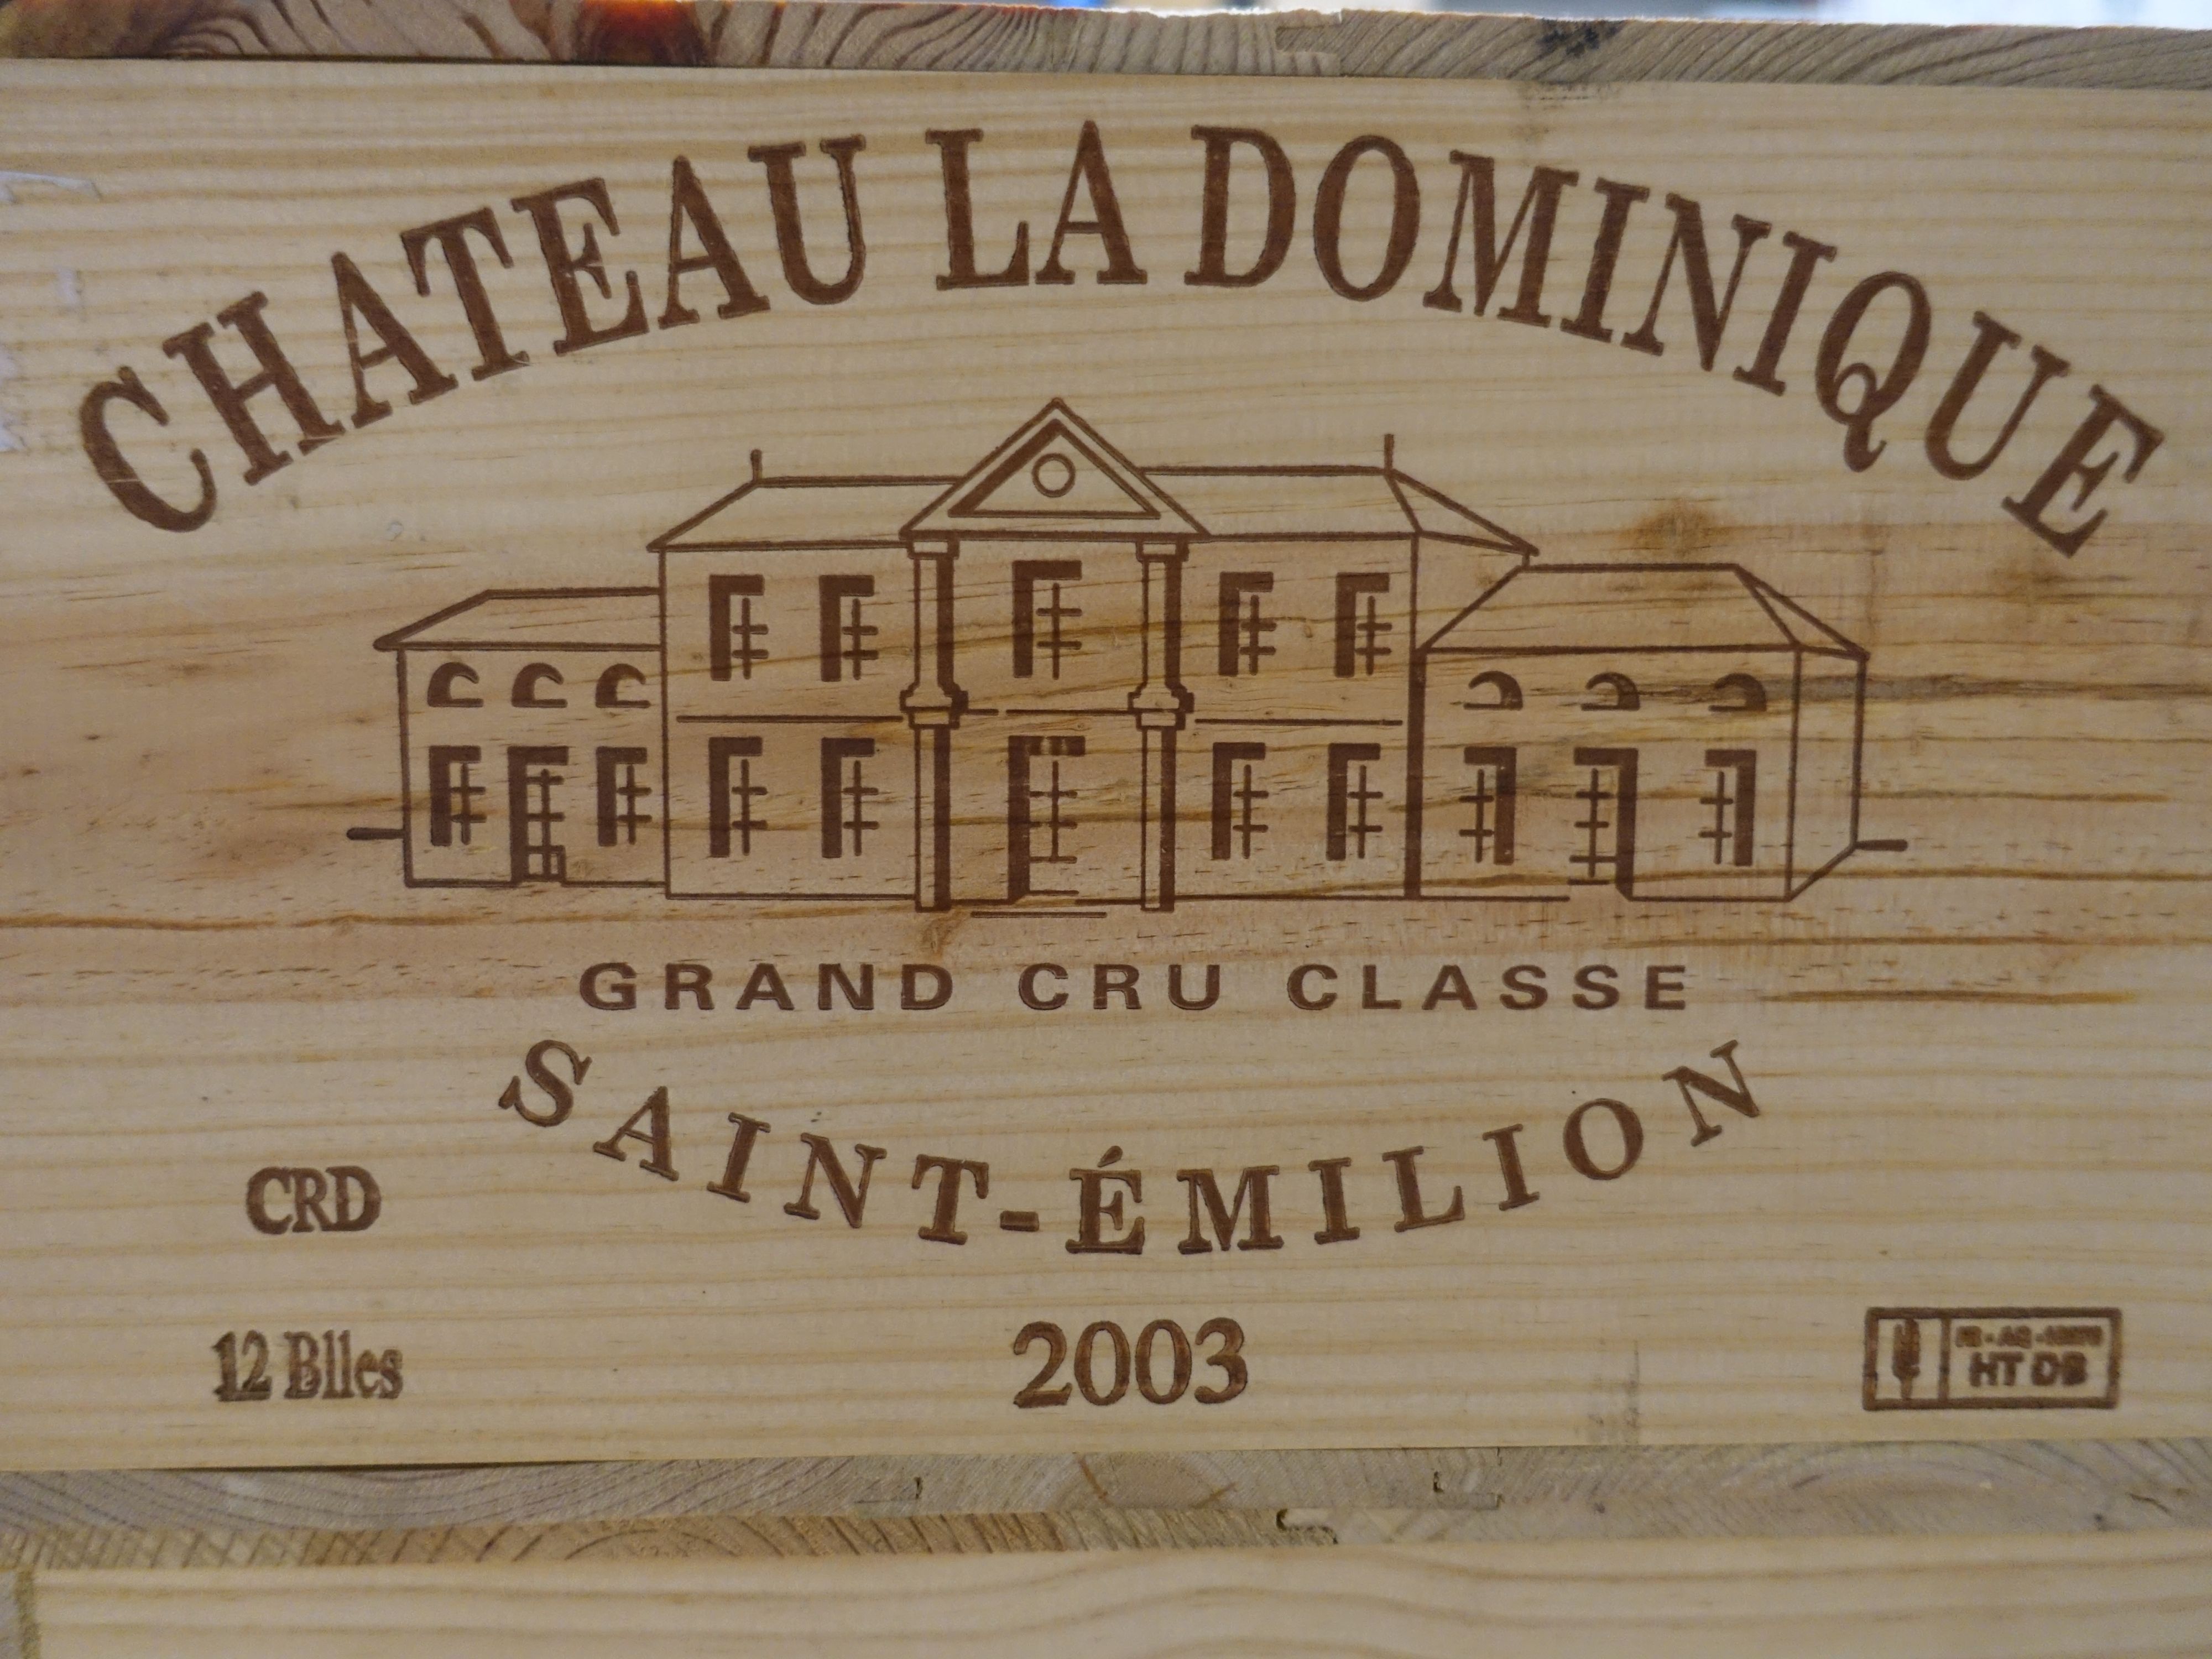 CHATEAU LA DOMINIQUE
GRAND CRU CLASSE
SAINT-ÉMILION
CRD
12 Blles
2003
HT DB